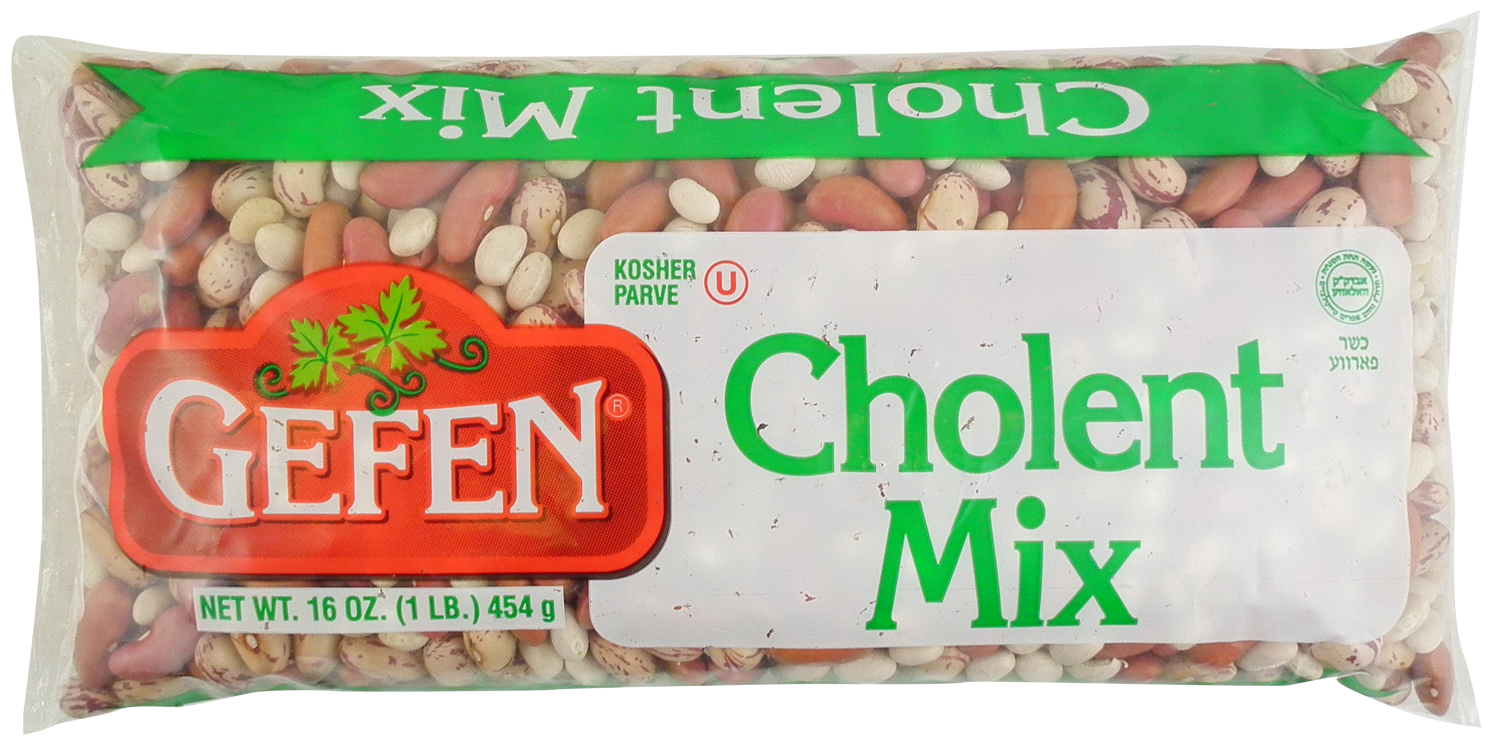 Cholent Mix
KOSHER
PARVE
U
GEFEN®
Cholent
Mix
כשר
פארווע
NET WT. 16 OZ. (1 LB.) 454 g